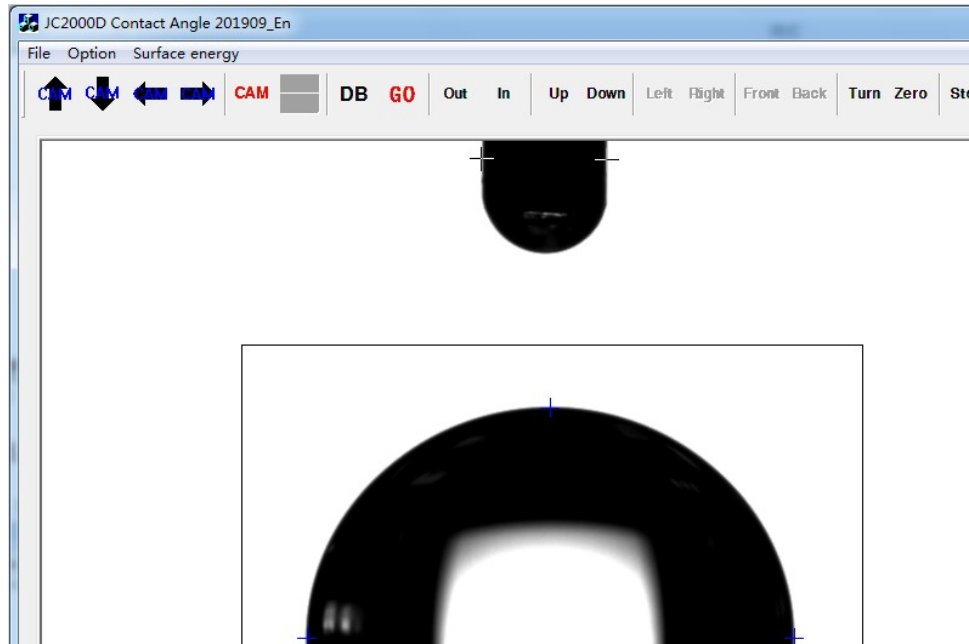 JC2000D Contact Angle 201909_En
File Option Surface energy
CAM CAM CAM CAM CAM DB GO Out In Up Down Left Right Front Back Turn Zero